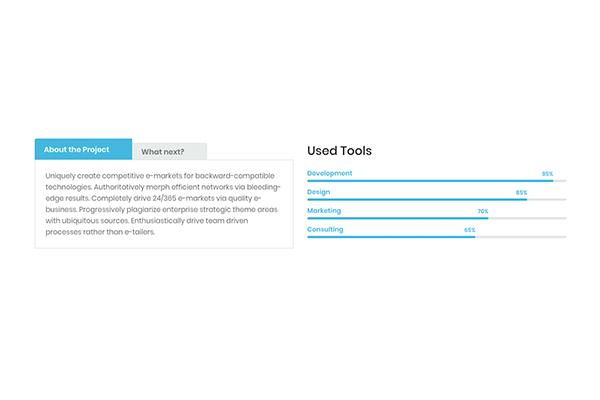 About the Project
What next?
Uniquely create competitive e-markets for backward-compatible
technologies. Authoritatively morph efficient networks via bleeding-
edge results. Completely drive 24/365 e-markets via quality e-
business. Progressively plagiarize enterprise strategic theme areas
with ubiquitous sources. Enthusiastically drive team driven
processes rather than e-tailers.
Used Tools
Development 95%
Design 85%
Marketing 70%
Consulting 65%